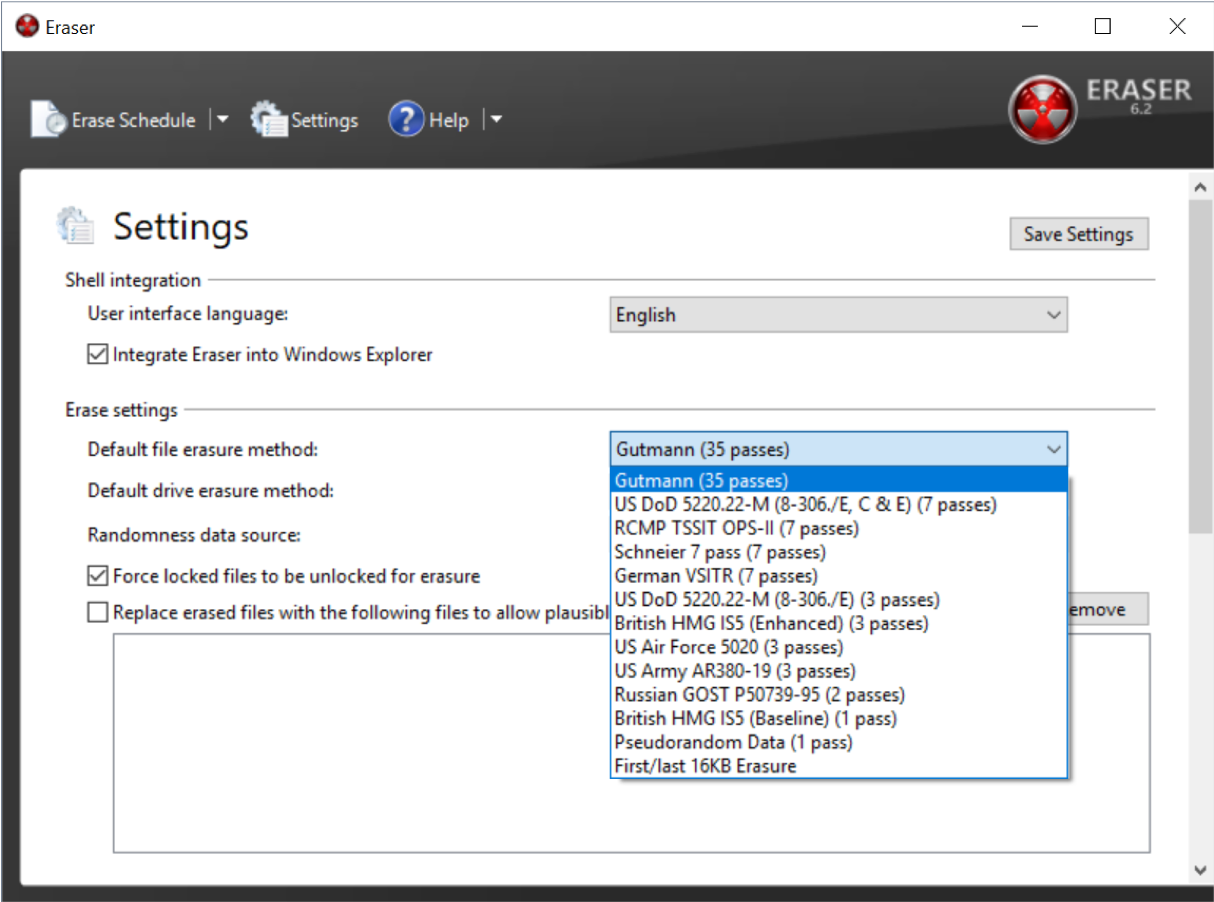 Eraser
Erase Schedule
Settings
Help
ERASER
6.2
Settings
Save Settings
Shell integration
User interface language:
English
Integrate Eraser into Windows Explorer
Erase settings
Default file erasure method:
Gutmann (35 passes)
Gutmann (35 passes)
US DoD 5220.22-M (8-306./E, C & E) (7 passes)
RCMP TSSIT OPS-II (7 passes)
Schneier 7 pass (7 passes)
German VSITR (7 passes)
US DoD 5220.22-M (8-306./E) (3 passes)
British HMG IS5 (Enhanced) (3 passes)
US Air Force 5020 (3 passes)
US Army AR380-19 (3 passes)
Russian GOST P50739-95 (2 passes)
British HMG IS5 (Baseline) (1 pass)
Pseudorandom Data (1 pass)
First/last 16KB Erasure
Default drive erasure method:
Randomness data source:
Force locked files to be unlocked for erasure
Replace erased files with the following files to allow plausibl
emove